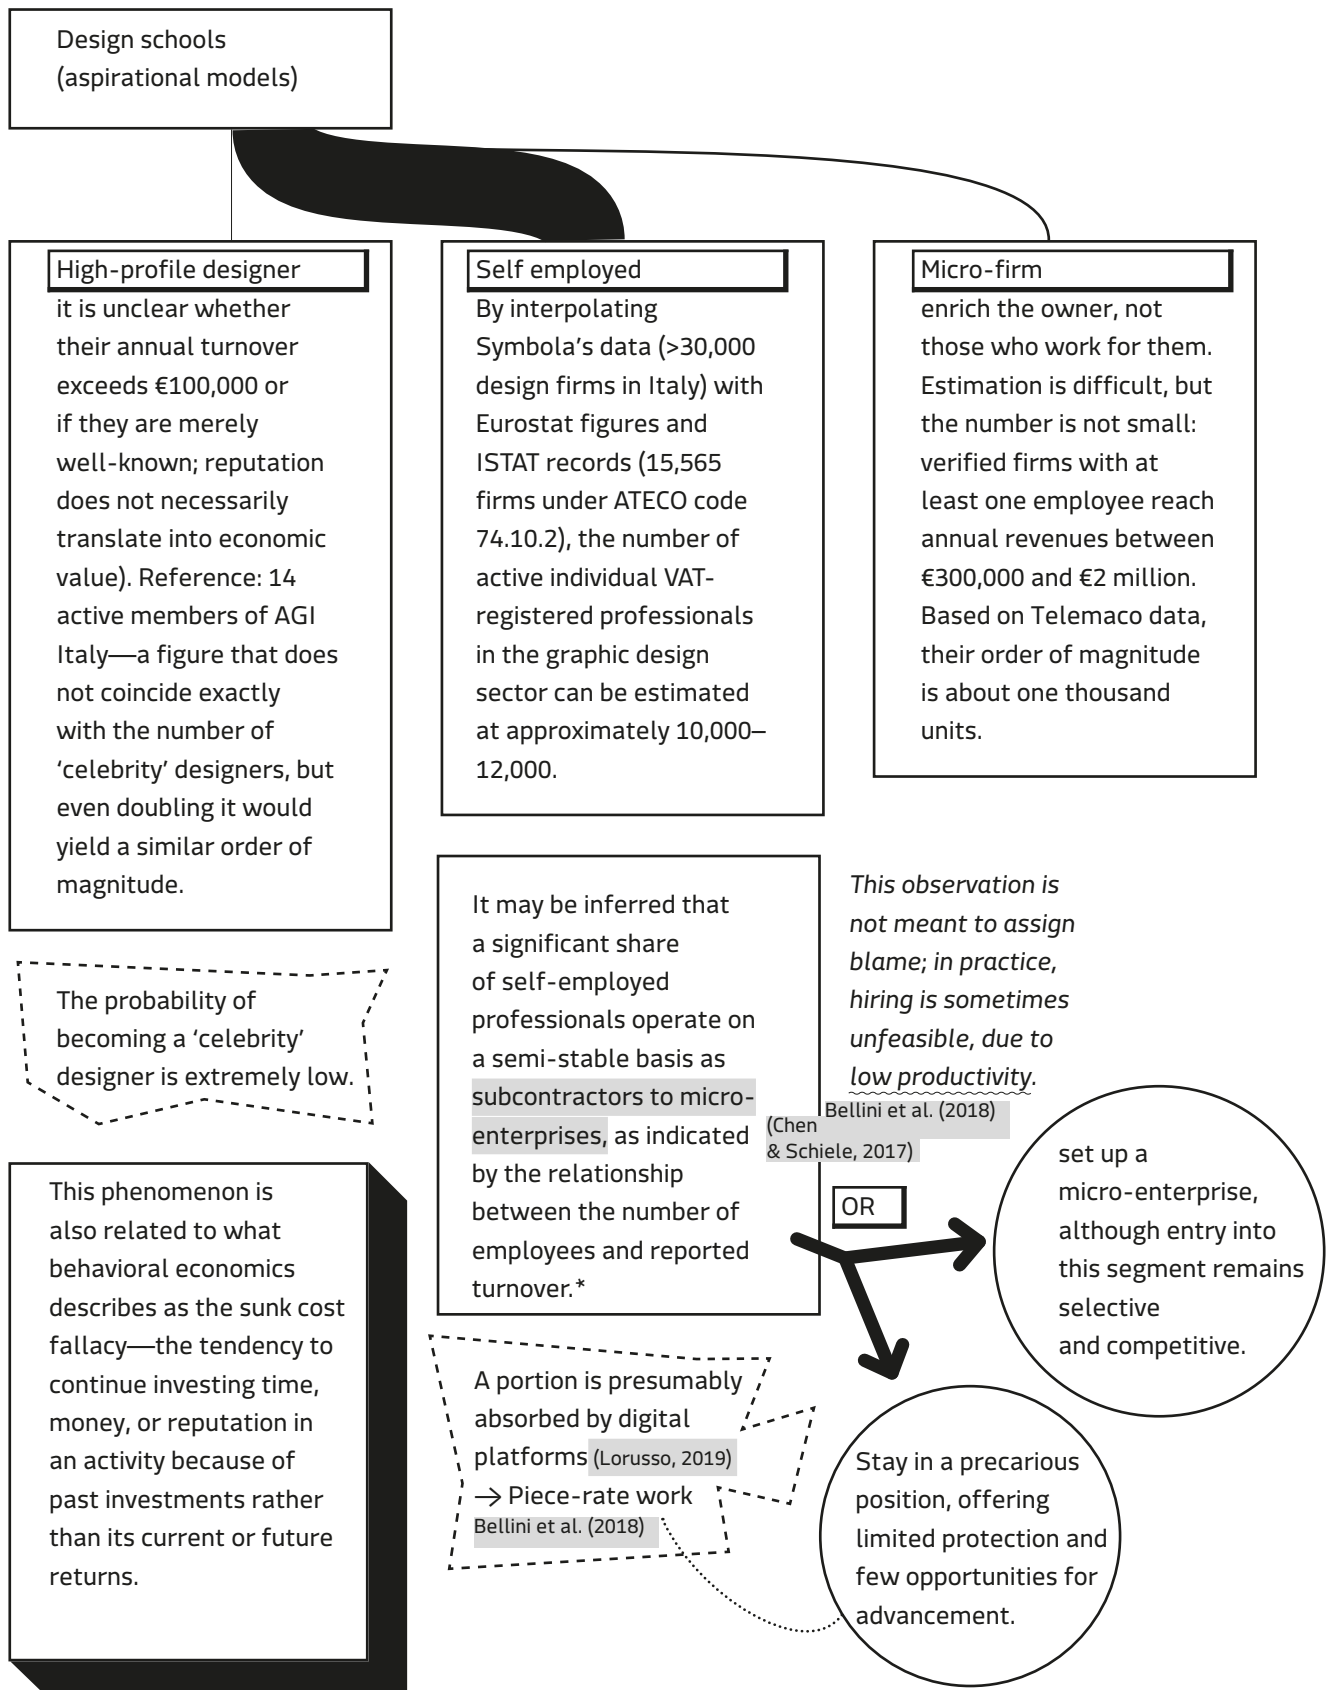 Design schools
(aspirational models)
High-profile designer
it is unclear whether
their annual turnover
exceeds €100,000 or
if they are merely
well-known; reputation
does not necessarily
translate into economic
value). Reference: 14
active members of AGI
Italy—a figure that does
not coincide exactly
with the number of
‘celebrity’ designers, but
even doubling it would
yield a similar order of
magnitude.
The probability of
becoming a ‘celebrity’
designer is extremely low.
This phenomenon is
also related to what
behavioral economics
describes as the sunk cost
fallacy—the tendency to
continue investing time,
money, or reputation in
an activity because of
past investments rather
than its current or future
returns.
Self employed
By interpolating
Symbola’s data (>30,000
design firms in Italy) with
Eurostat figures and
ISTAT records (15,565
firms under ATECO code
74.10.2), the number of
active individual VAT-
registered professionals
in the graphic design
sector can be estimated
at approximately 10,000–
12,000.
It may be inferred that
a significant share
of self-employed
professionals operate on
a semi-stable basis as
subcontractors to micro-
enterprises, as indicated
by the relationship
between the number of
employees and reported
turnover.*
A portion is presumably
absorbed by digital
platforms (Lorusso, 2019)
→ Piece-rate work
Bellini et al. (2018)
Micro-firm
enrich the owner, not
those who work for them.
Estimation is difficult, but
the number is not small:
verified firms with at
least one employee reach
annual revenues between
€300,000 and €2 million.
Based on Telemaco data,
their order of magnitude
is about one thousand
units.
This observation is
not meant to assign
blame; in practice,
hiring is sometimes
unfeasible, due to
low productivity.
Bellini et al. (2018)
(Chen
& Schiele, 2017)
OR
set up a
micro-enterprise,
although entry into
this segment remains
selective
and competitive.
Stay in a precarious
position, offering
limited protection and
few opportunities for
advancement.